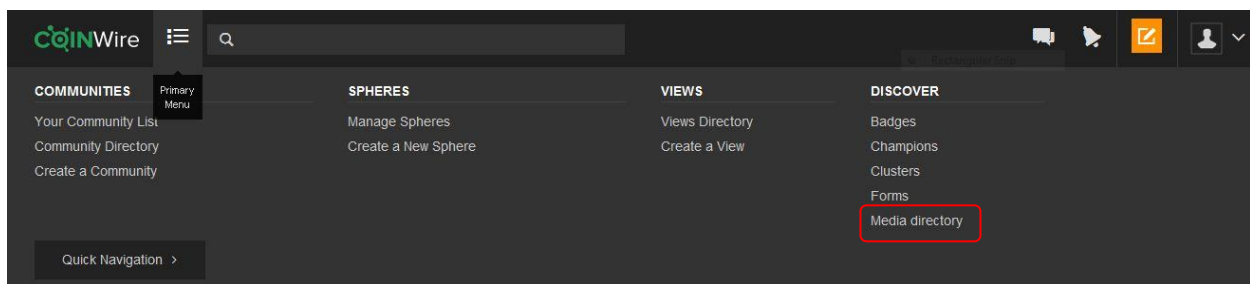 COINWire
Primary
Menu
COMMUNITIES
Your Community List
Community Directory
Create a Community
SPHERES
Manage Spheres
Create a New Sphere
VIEWS
Views Directory
Create a View
DISCOVER
Badges
Champions
Clusters
Forms
Media directory
Quick Navigation >